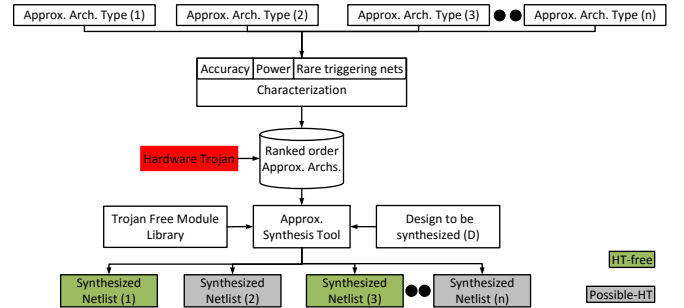 Approx. Arch. Type (1)
Approx. Arch. Type (2)
Approx. Arch. Type (3)
Approx. Arch. Type (n)
Accuracy
Power
Rare triggering nets
Characterization
Hardware Trojan
Ranked order
Approx. Archs.
Trojan Free Module
Library
Approx.
Synthesis Tool
Design to be
synthesized (D)
HT-free
Synthesized
Netlist (1)
Synthesized
Netlist (2)
Synthesized
Netlist (3)
Synthesized
Netlist (n)
Possible-HT